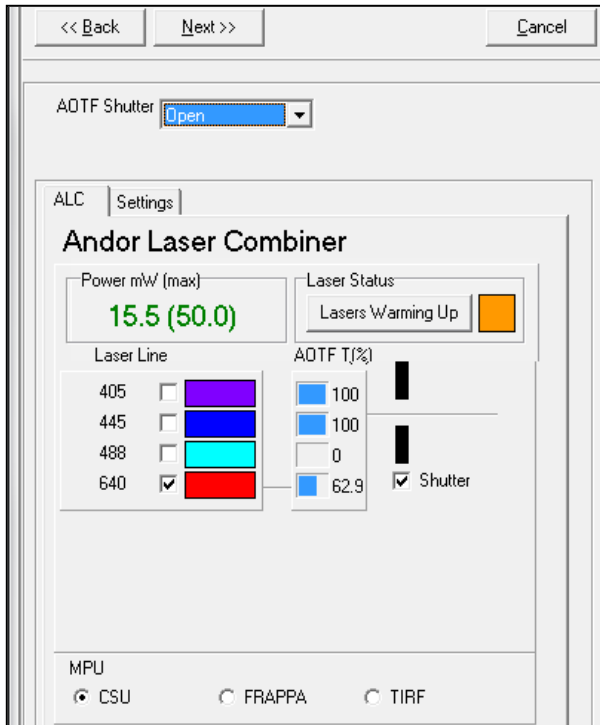 << Back Next >> Cancel
AOTF Shutter Open
ALC Settings
Andor Laser Combiner
Power mW (max) Laser Status
15.5 (50.0) Lasers Warming Up
Laser Line AOTF T(%)
405 100
445 100
488 0
640 62.9 Shutter
MPU
CSU FRAPPA TIRF